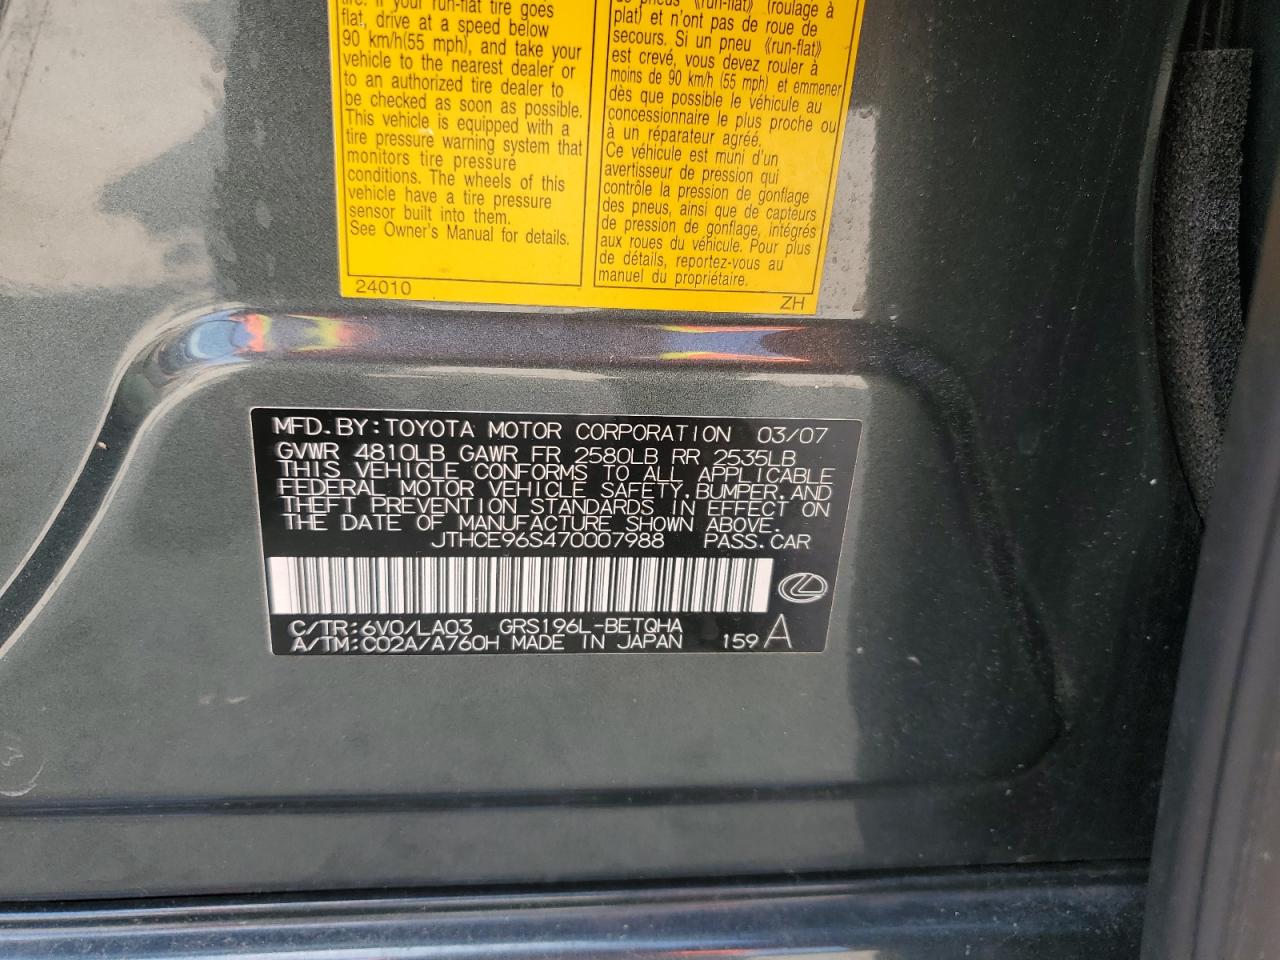 tire. If your run-flat tire goes
flat, drive at a speed below
90 km/h(55 mph), and take your
vehicle to the nearest dealer or
to an authorized tire dealer to
be checked as soon as possible.
This vehicle is equipped with a
tire pressure warning system that
monitors tire pressure
conditions. The wheels of this
vehicle have a tire pressure
sensor built into them.
See Owner's Manual for details.
24010
de pneus 《run-flat》 (roulage à
plat) et n'ont pas de roue de
secours. Si un pneu 《run-flat》
est crevé, vous devez rouler à
moins de 90 km/h (55 mph) et emmener
dès que possible le véhicule au
concessionnaire le plus proche ou
à un réparateur agréé.
Ce véhicule est muni d'un
avertisseur de pression qui
contrôle la pression de gonflage
des pneus, ainsi que de capteurs
de pression de gonflage, intégrés
aux roues du véhicule. Pour plus
de détails, reportez-vous au
manuel du propriétaire.
ZH
MFD.BY:TOYOTA MOTOR CORPORATION 03/07
GVWR 4810LB GAWR FR 2580LB RR 2535LB
THIS VEHICLE CONFORMS TO ALL APPLICABLE
FEDERAL MOTOR VEHICLE SAFETY,BUMPER,AND
THEFT PREVENTION STANDARDS IN EFFECT ON
THE DATE OF MANUFACTURE SHOWN ABOVE.
JTHCE96S470007988 PASS.CAR
C/TR:6V0/LA03 GRS196L-BETQHA
A/TM:C02A/A760H MADE IN JAPAN 159 A